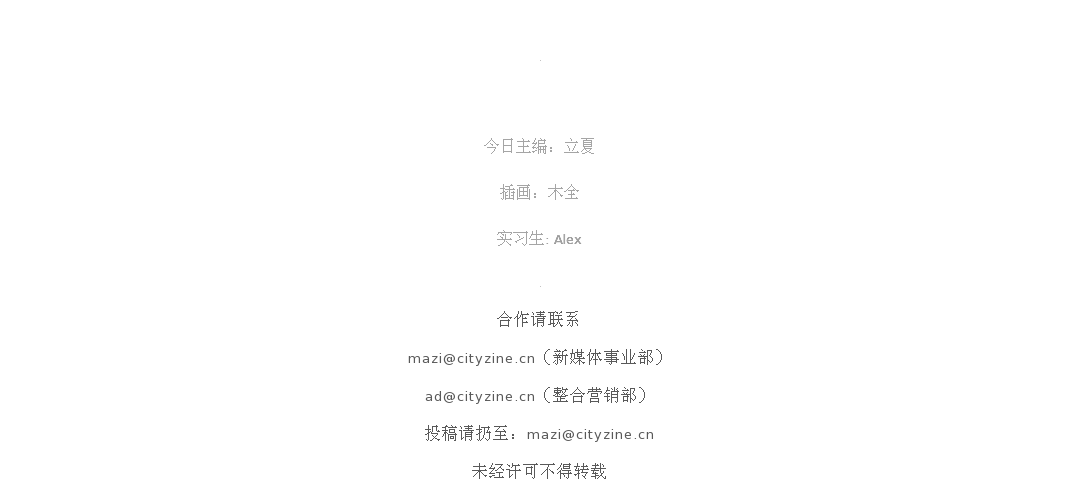 今日主编：立夏
插画：木全
实习生: Alex
合作请联系
mazi@cityzine.cn（新媒体事业部）
ad@cityzine.cn（整合营销部）
投稿请扔至：mazi@cityzine.cn
未经许可不得转载